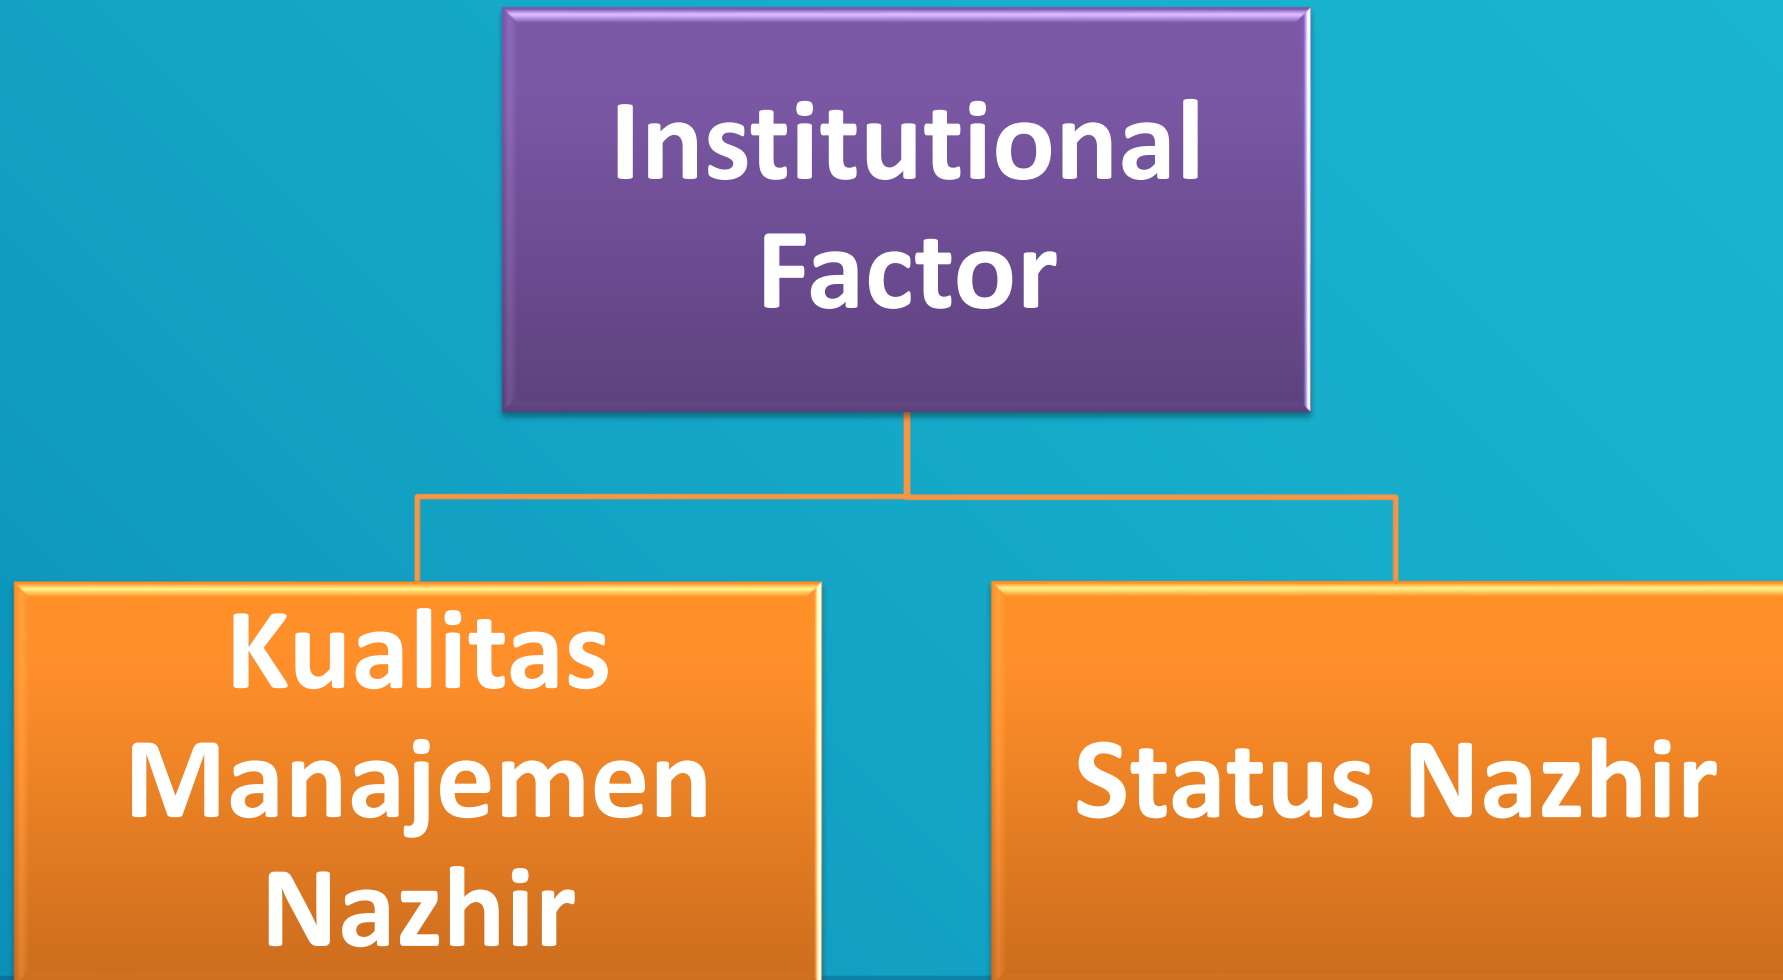 Institutional
Factor
Kualitas
Manajemen
Nazhir
Status Nazhir